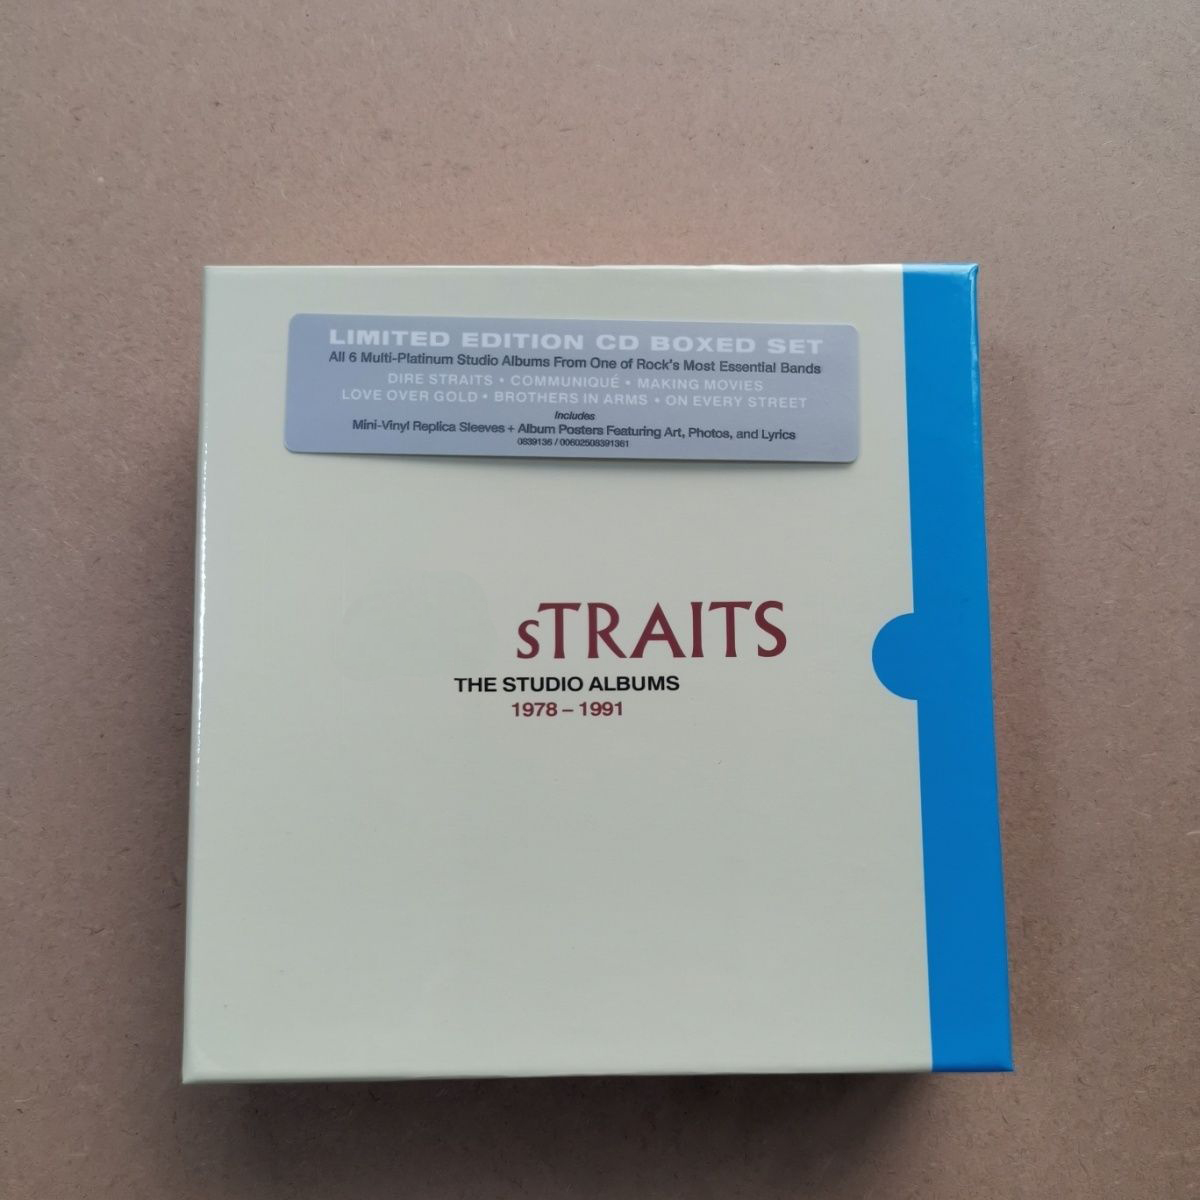 LIMITED EDITION CD BOXED SET
All 6 Multi-Platinum Studio Albums From One of Rock's Most Essential Bands
DIRE STRAITS • COMMUNIQUÉ • MAKING MOVIES
LOVE OVER GOLD • BROTHERS IN ARMS • ON EVERY STREET
Includes
Mini-Vinyl Replica Sleeves + Album Posters Featuring Art, Photos, and Lyrics
0839136 / 00602508391361
sTRAITS
THE STUDIO ALBUMS
1978 – 1991